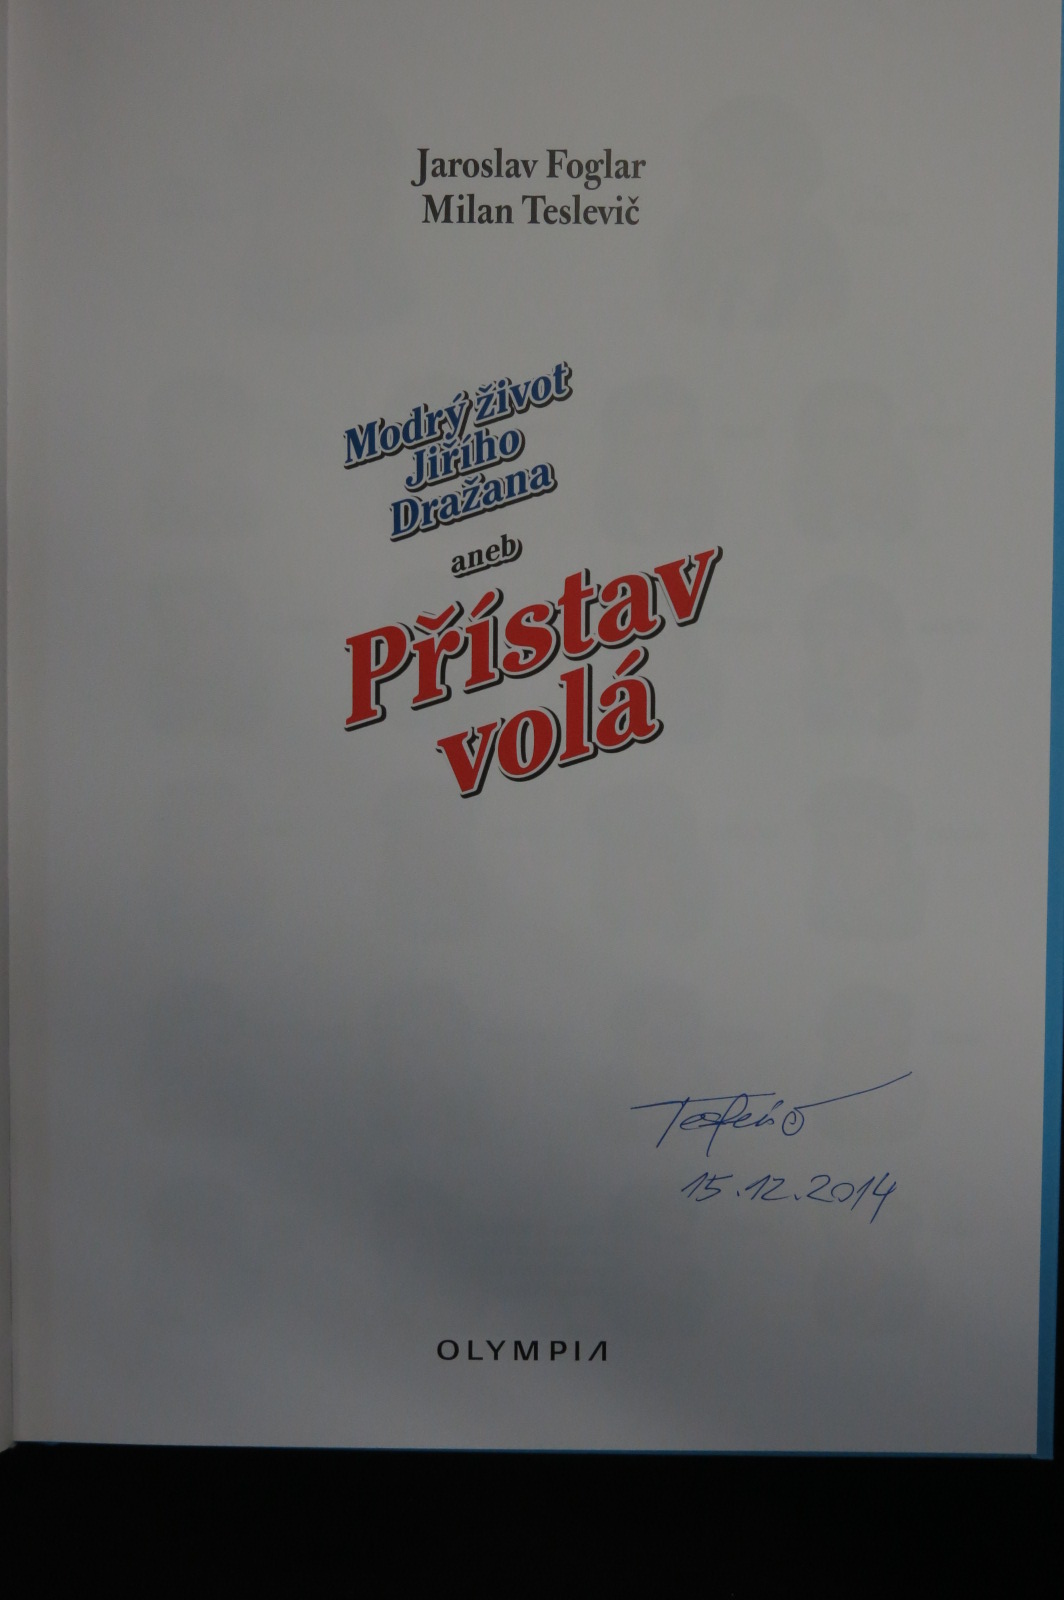 Jaroslav Foglar
Milan Teslevič
Modrý život
Jiřího
Dražana
aneb
Přístav
volá
15.12.2014
OLYMPIA